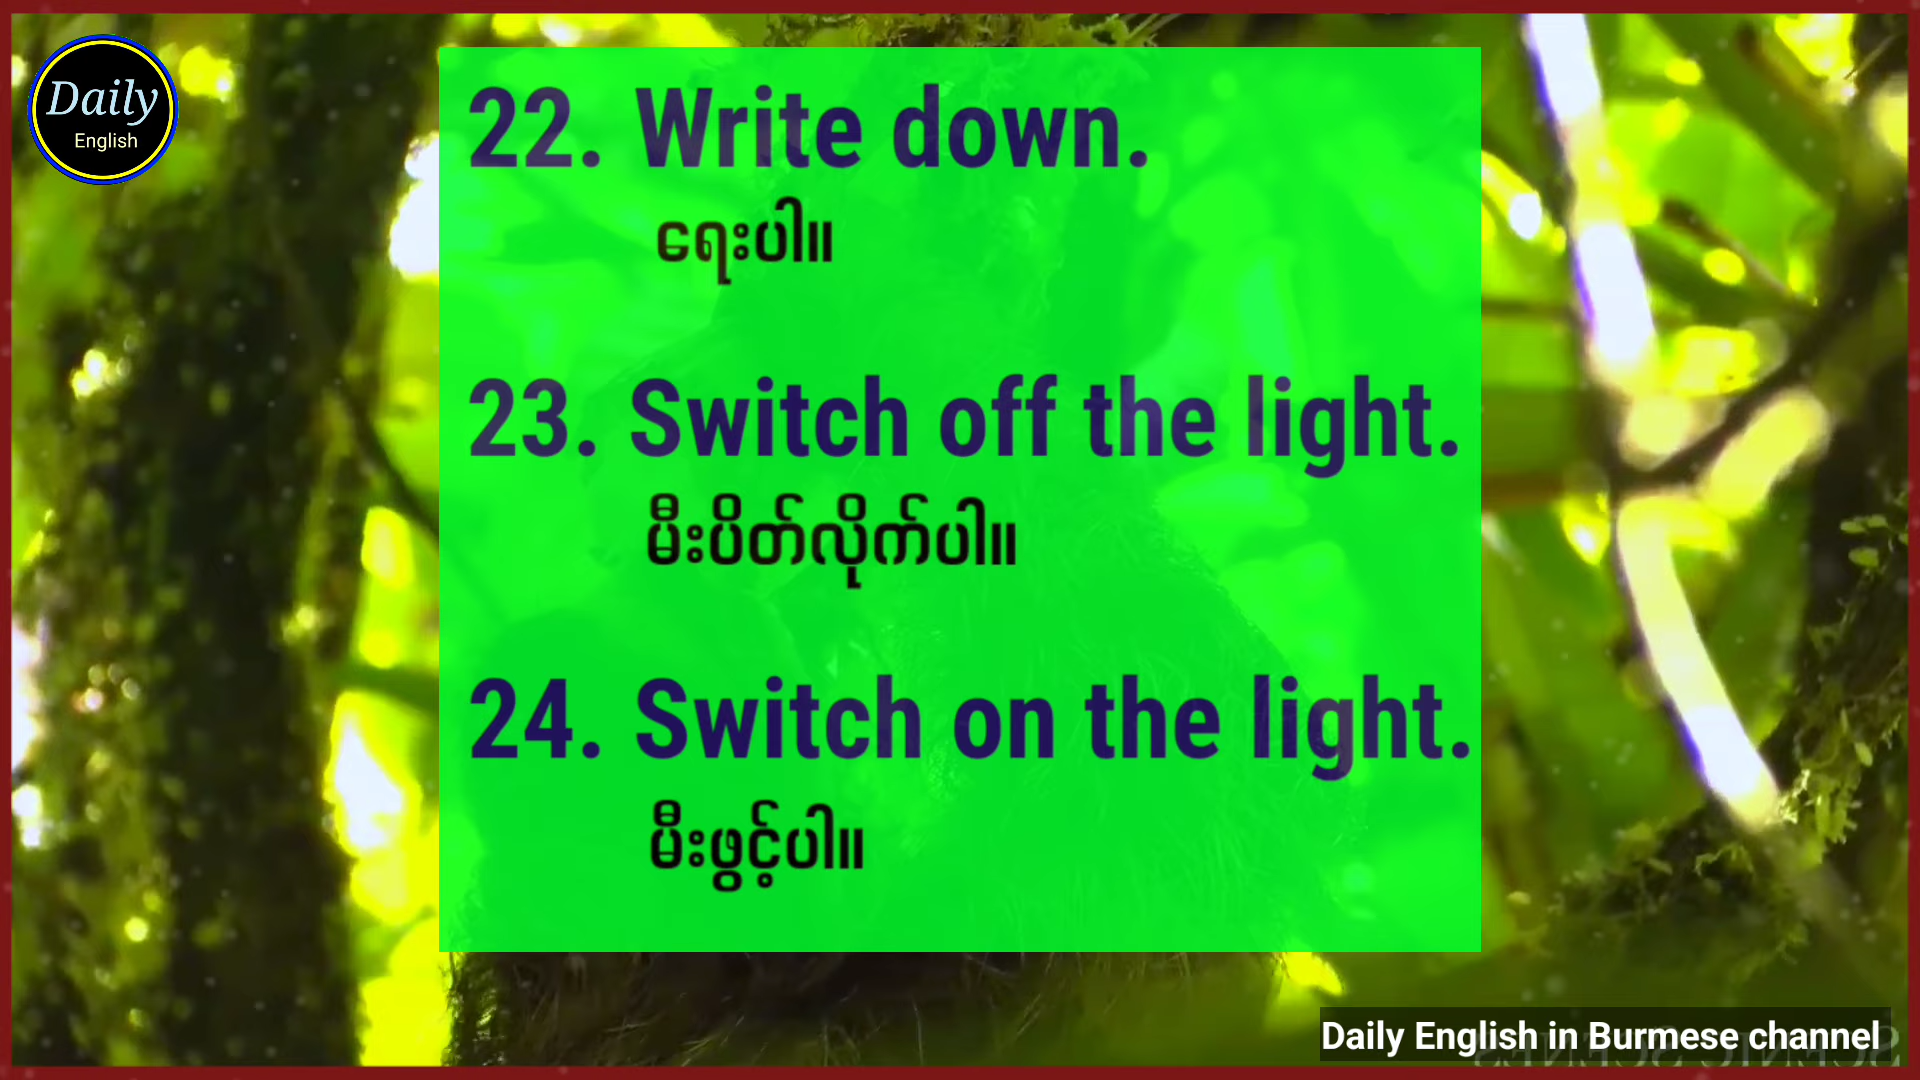 Daily
English
22. Write down.
ရေးပါ။
23. Switch off the light.
မီးပိတ်လိုက်ပါ။
24. Switch on the light.
မီးဖွင့်ပါ။
Daily English in Burmese channel